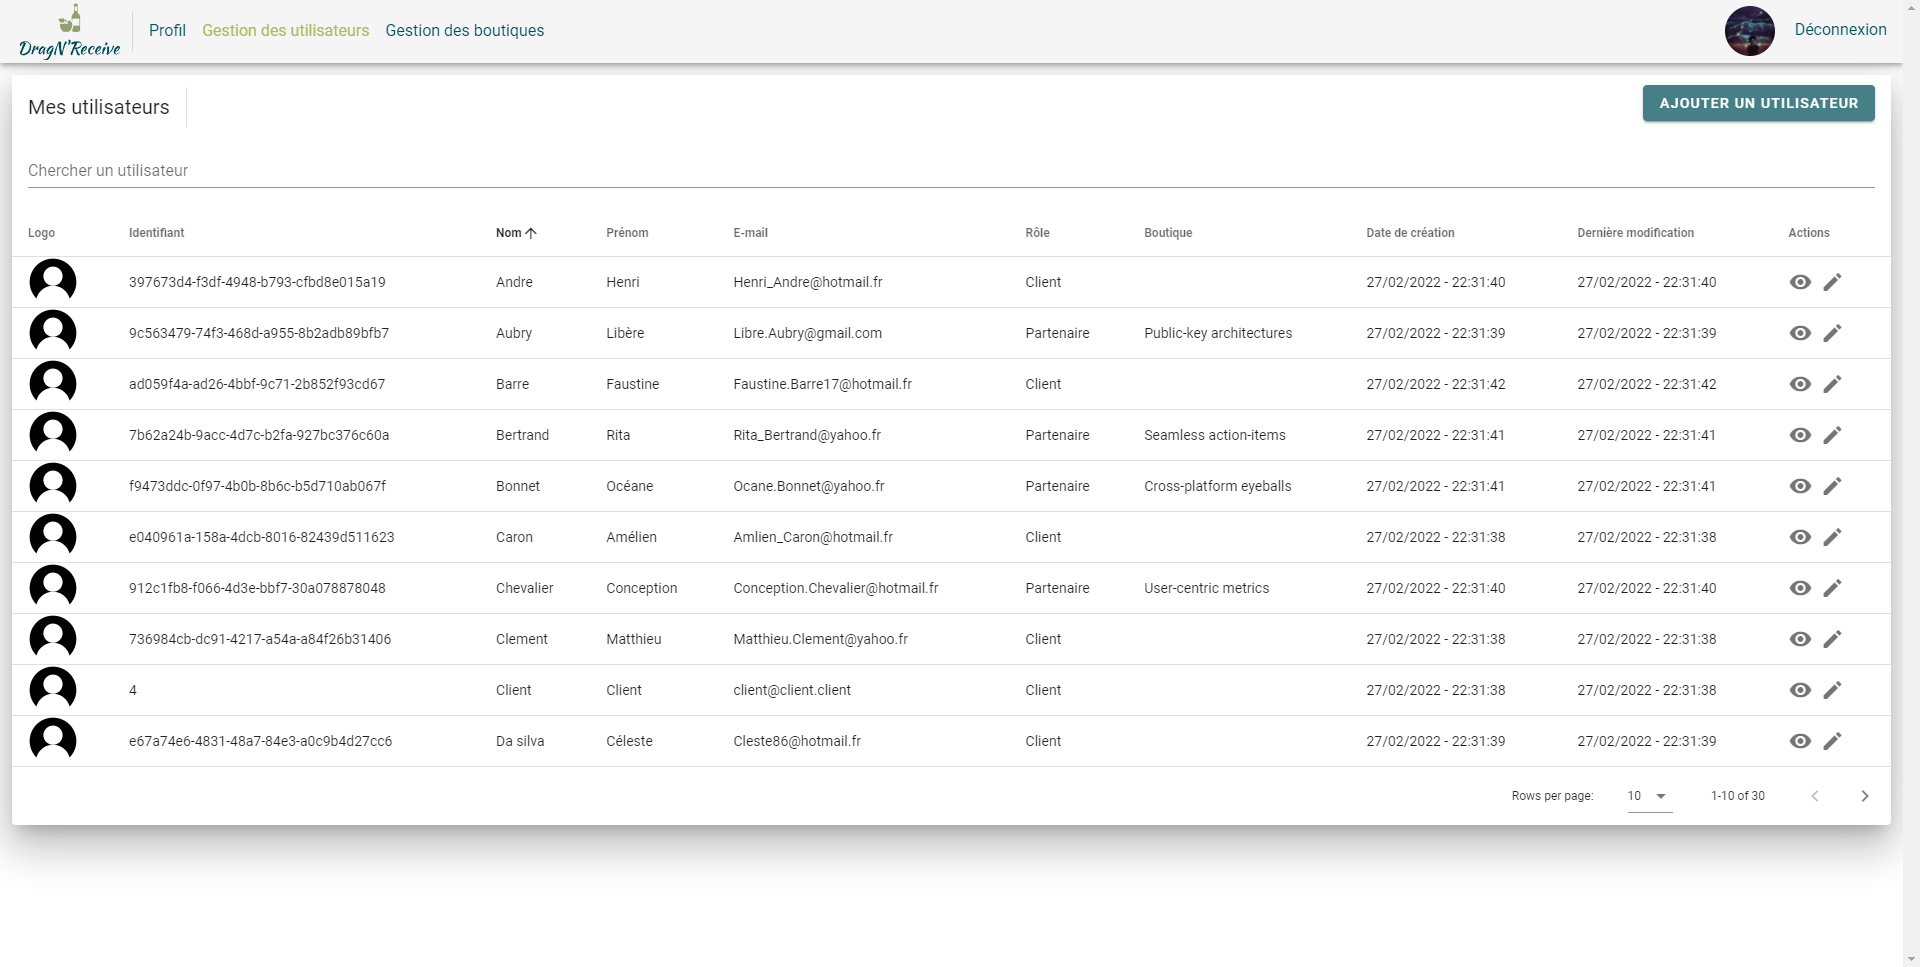 DragN'Receive
Profil Gestion des utilisateurs Gestion des boutiques Déconnexion
Mes utilisateurs AJOUTER UN UTILISATEUR
Chercher un utilisateur
Logo Identifiant Nom Prénom E-mail Rôle Boutique Date de création Dernière modification Actions
397673d4-f3df-4948-b793-cfbd8e015a19 Andre Henri Henri_Andre@hotmail.fr Client 27/02/2022 - 22:31:40 27/02/2022 - 22:31:40
9c563479-74f3-468d-a955-8b2adb89bfb7 Aubry Libère Libre.Aubry@gmail.com Partenaire Public-key architectures 27/02/2022 - 22:31:39 27/02/2022 - 22:31:39
ad059f4a-ad26-4bbf-9c71-2b852f93cd67 Barre Faustine Faustine.Barre17@hotmail.fr Client 27/02/2022 - 22:31:42 27/02/2022 - 22:31:42
7b62a24b-9acc-4d7c-b2fa-927bc376c60a Bertrand Rita Rita_Bertrand@yahoo.fr Partenaire Seamless action-items 27/02/2022 - 22:31:41 27/02/2022 - 22:31:41
f9473ddc-0f97-4b0b-8b6c-b5d710ab067f Bonnet Océane Ocane.Bonnet@yahoo.fr Partenaire Cross-platform eyeballs 27/02/2022 - 22:31:41 27/02/2022 - 22:31:41
e040961a-158a-4dcb-8016-82439d511623 Caron Amélien Amlien_Caron@hotmail.fr Client 27/02/2022 - 22:31:38 27/02/2022 - 22:31:38
912c1fb8-f066-4d3e-bbf7-30a078878048 Chevalier Conception Conception.Chevalier@hotmail.fr Partenaire User-centric metrics 27/02/2022 - 22:31:40 27/02/2022 - 22:31:40
736984cb-dc91-4217-a54a-a84f26b31406 Clement Matthieu Matthieu.Clement@yahoo.fr Client 27/02/2022 - 22:31:38 27/02/2022 - 22:31:38
4 Client Client client@client.client Client 27/02/2022 - 22:31:38 27/02/2022 - 22:31:38
e67a74e6-4831-48a7-84e3-a0c9b4d27cc6 Da silva Céleste Cleste86@hotmail.fr Client 27/02/2022 - 22:31:39 27/02/2022 - 22:31:39
Rows per page: 10 1-10 of 30